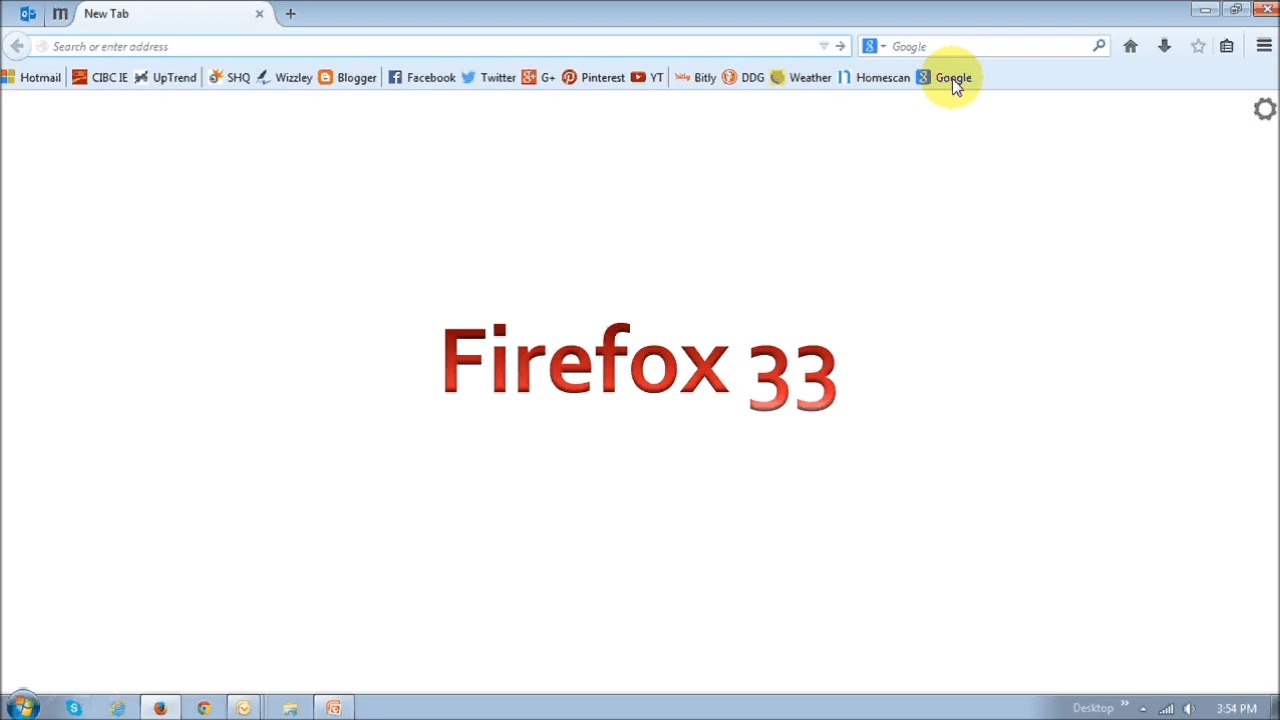 New Tab
Search or enter address
Google
Hotmail CIBC IE UpTrend SHQ Wizzley Blogger Facebook Twitter G+ Pinterest YT Bitly DDG Weather Homescan Google
Firefox 33
Desktop 3:54 PM